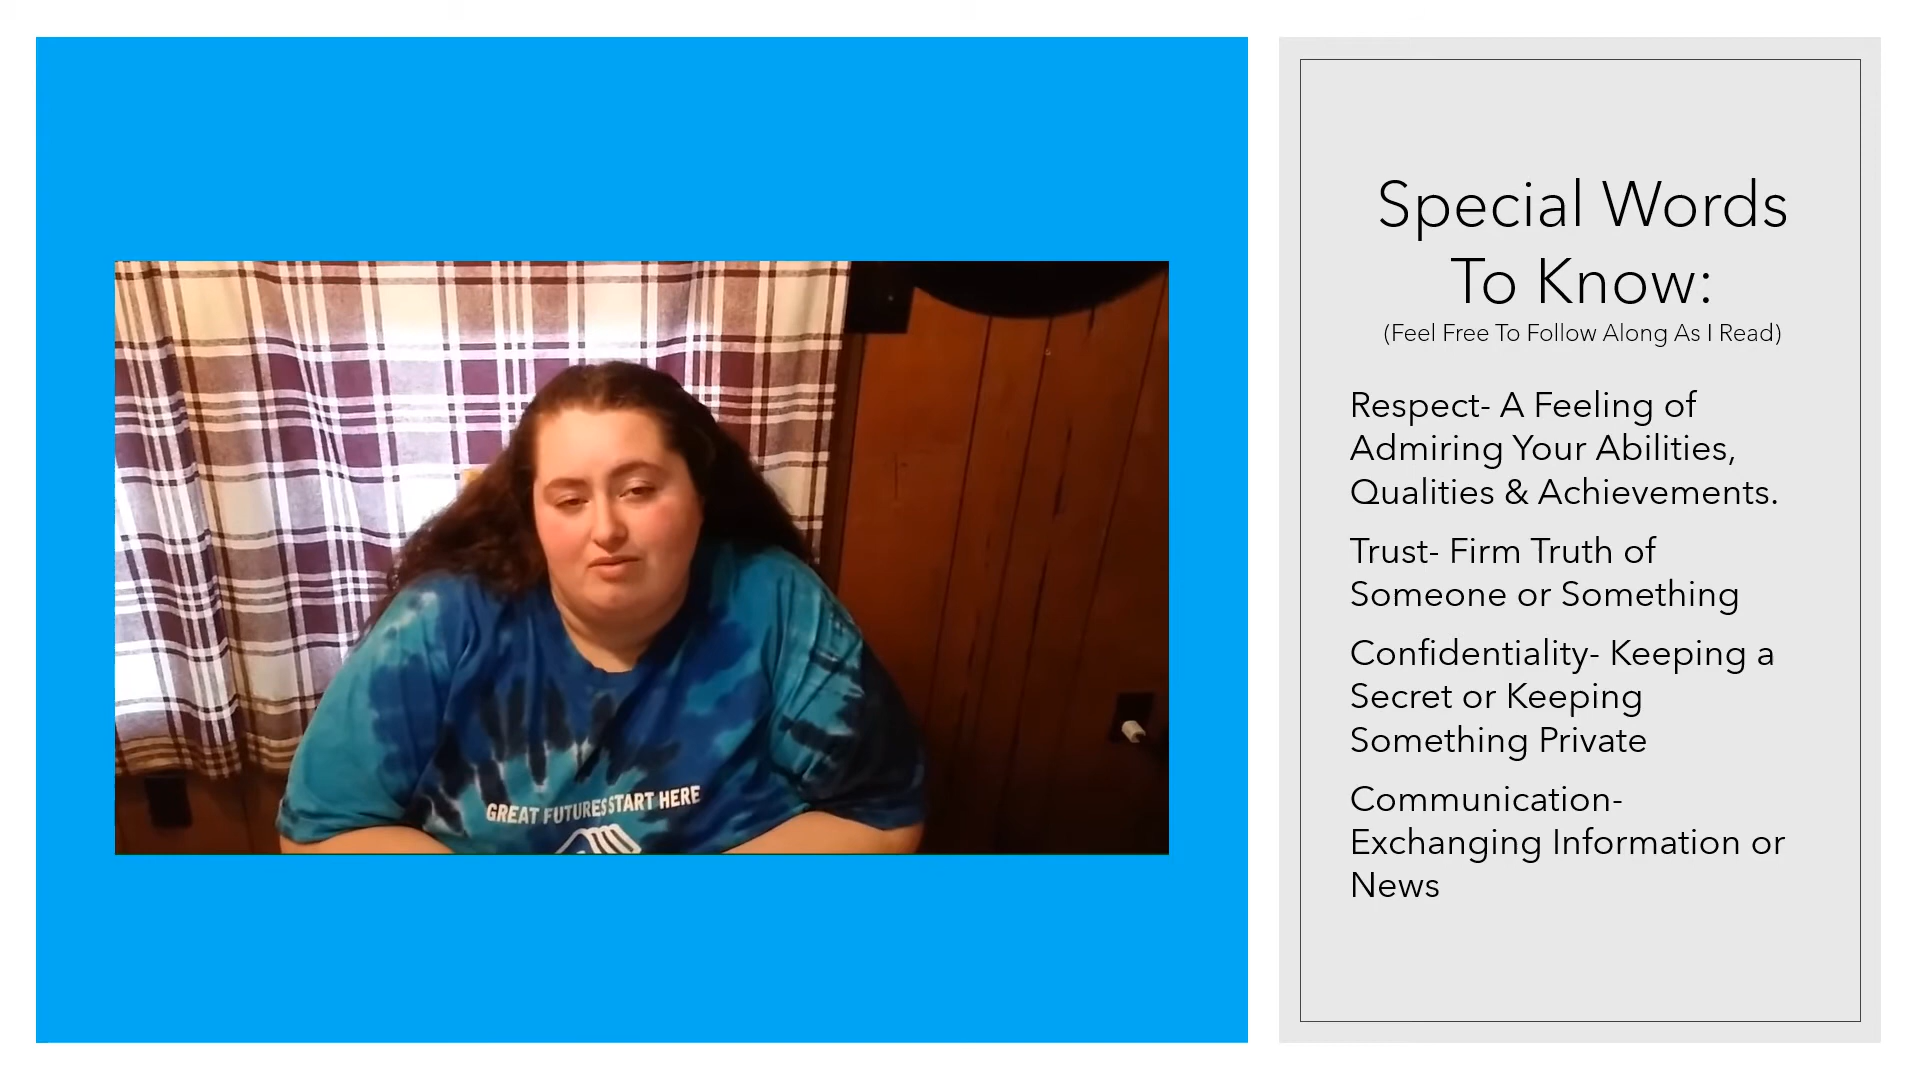 GREAT FUTURES START HERE
Special Words
To Know:
(Feel Free To Follow Along As I Read)
Respect- A Feeling of
Admiring Your Abilities,
Qualities & Achievements.
Trust- Firm Truth of
Someone or Something
Confidentiality- Keeping a
Secret or Keeping
Something Private
Communication-
Exchanging Information or
News